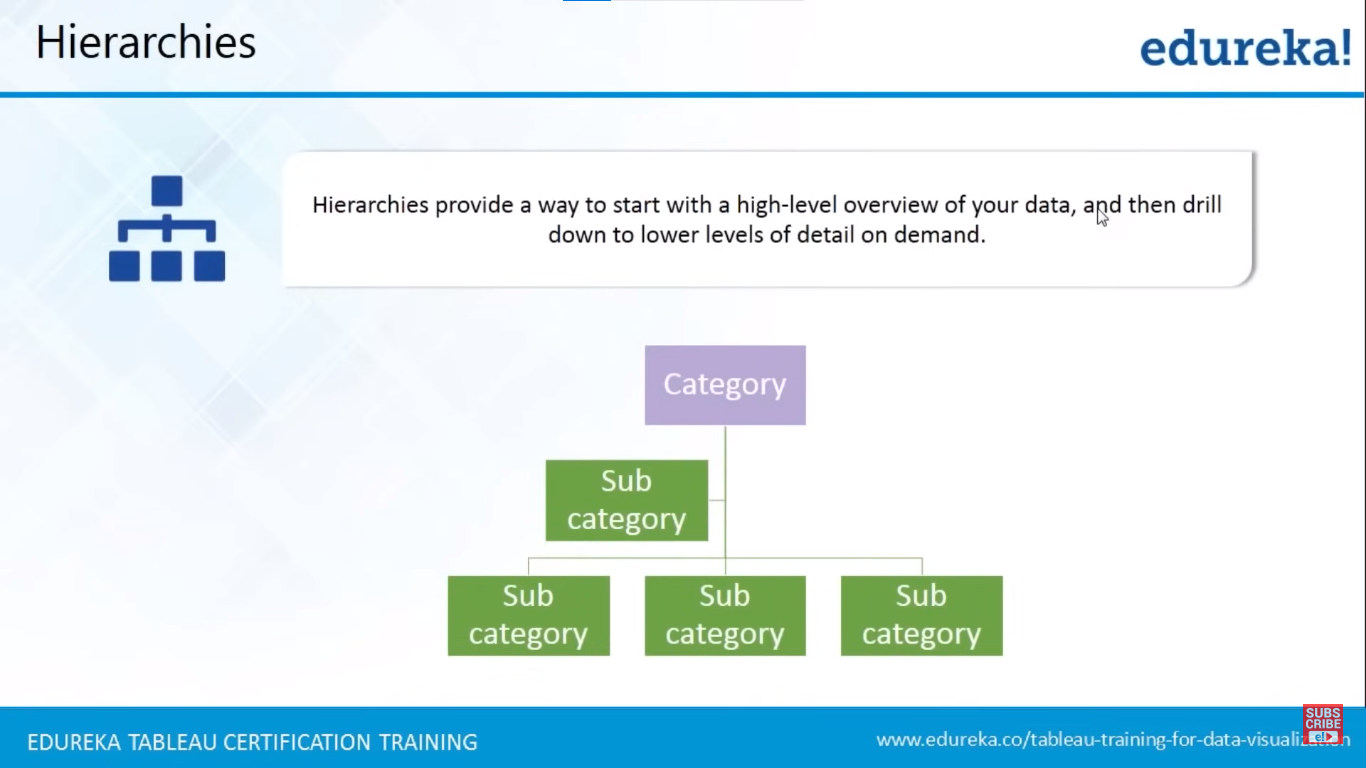 Hierarchies
edureka!
Hierarchies provide a way to start with a high-level overview of your data, and then drill
down to lower levels of detail on demand.
Category
Sub
category
Sub
category
Sub
category
Sub
category
EDUREKA TABLEAU CERTIFICATION TRAINING
www.edureka.co/tableau-training-for-data-visualization
SUBS
CRIBE
e!